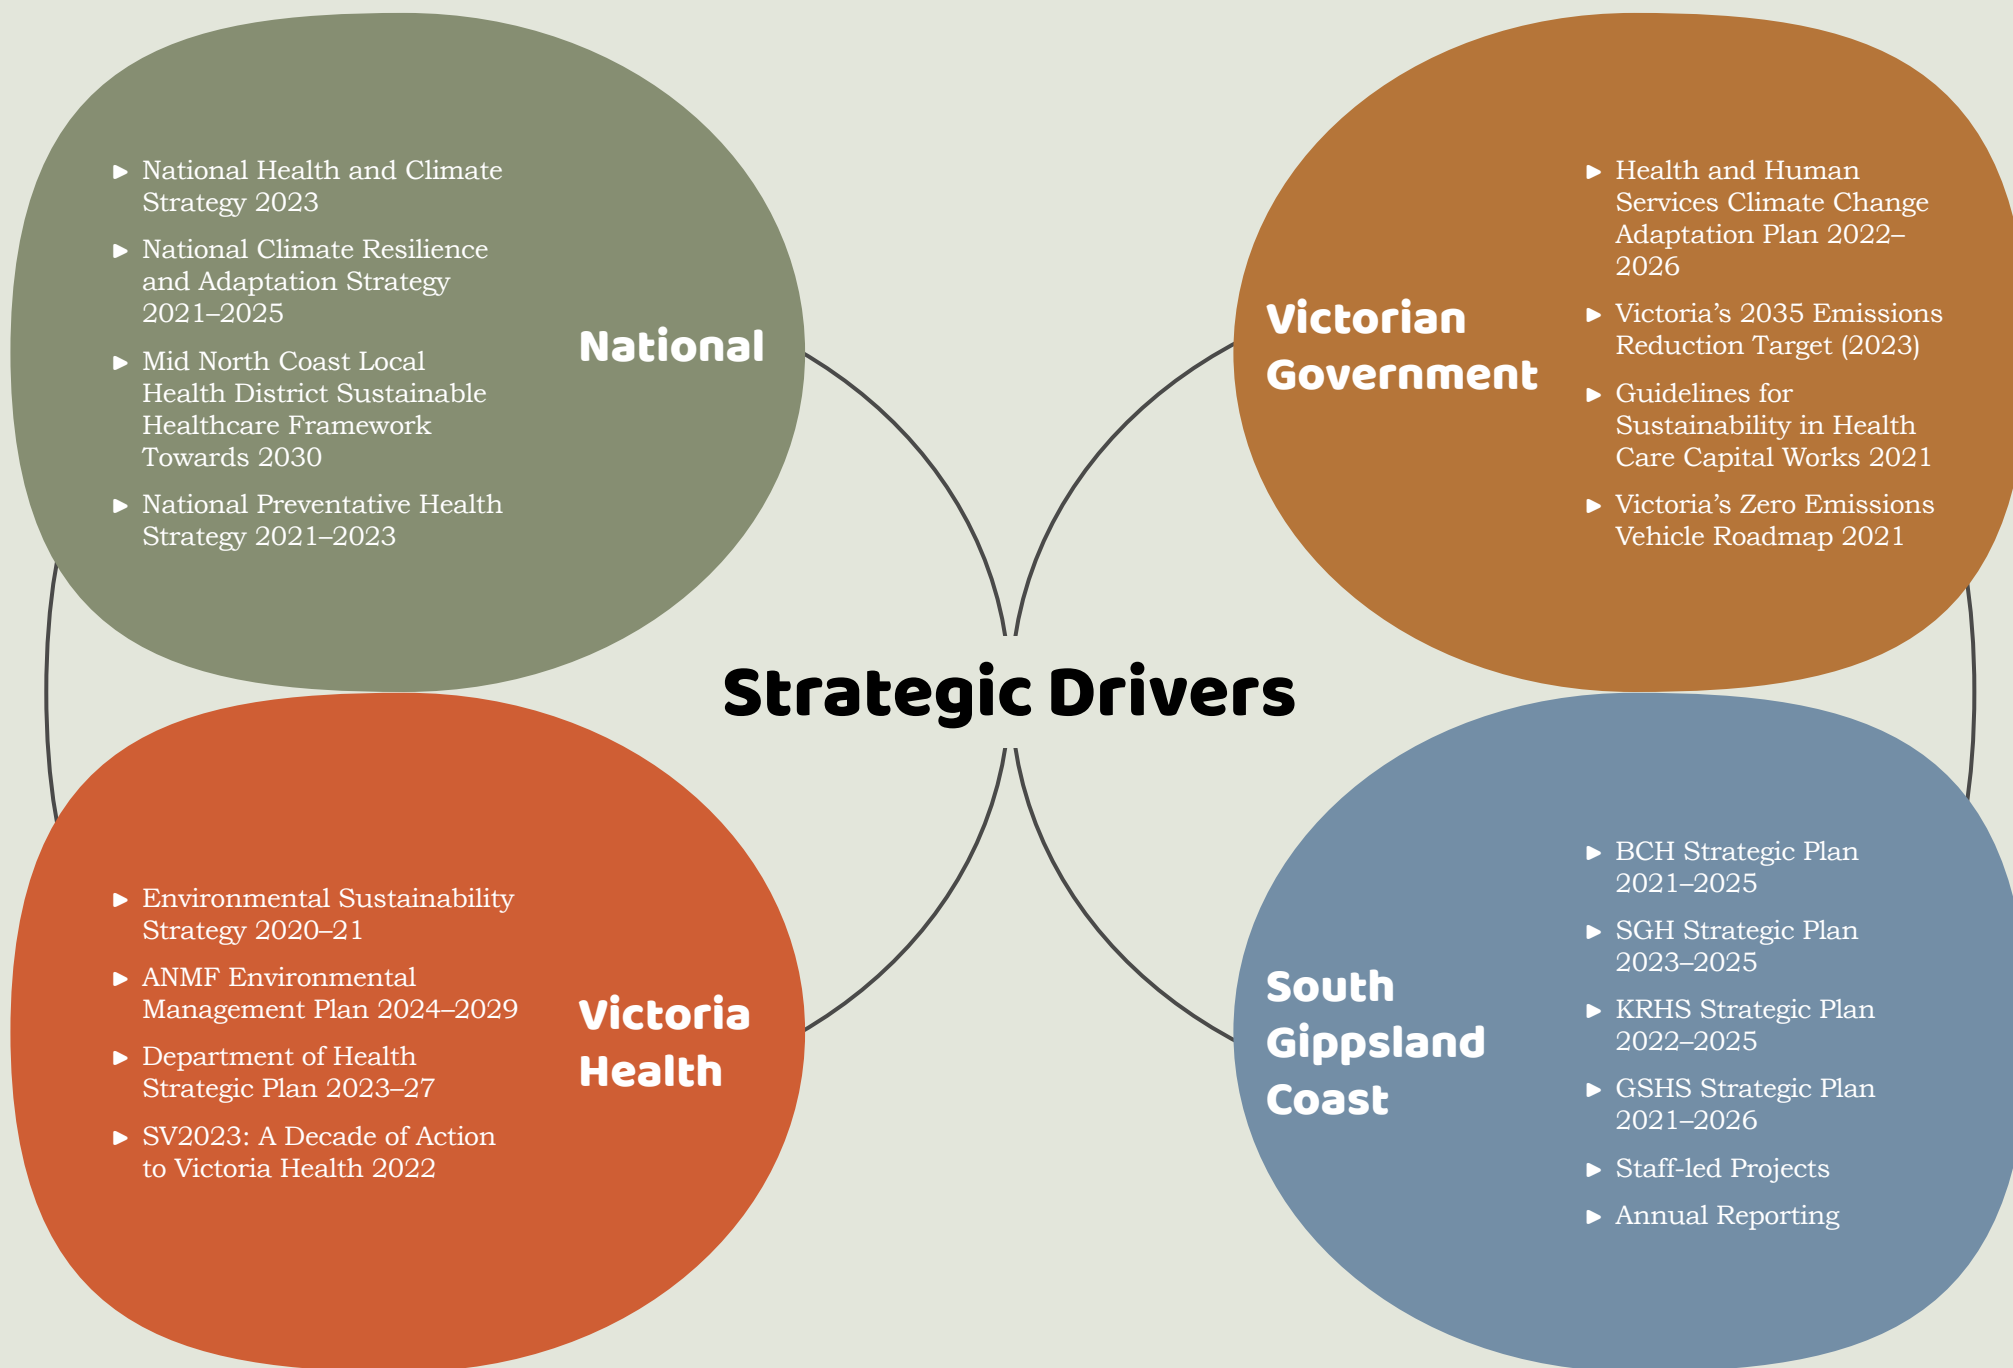 National Health and Climate
Strategy 2023
National Climate Resilience
and Adaptation Strategy
2021–2025
Mid North Coast Local
Health District Sustainable
Healthcare Framework
Towards 2030
National Preventative Health
Strategy 2021–2023
National
Victorian
Government
Health and Human
Services Climate Change
Adaptation Plan 2022–
2026
Victoria’s 2035 Emissions
Reduction Target (2023)
Guidelines for
Sustainability in Health
Care Capital Works 2021
Victoria’s Zero Emissions
Vehicle Roadmap 2021
Strategic Drivers
Environmental Sustainability
Strategy 2020–21
ANMF Environmental
Management Plan 2024–2029
Department of Health
Strategic Plan 2023–27
SV2023: A Decade of Action
to Victoria Health 2022
Victoria
Health
South
Gippsland
Coast
BCH Strategic Plan
2021–2025
SGH Strategic Plan
2023–2025
KRHS Strategic Plan
2022–2025
GSHS Strategic Plan
2021–2026
Staff-led Projects
Annual Reporting